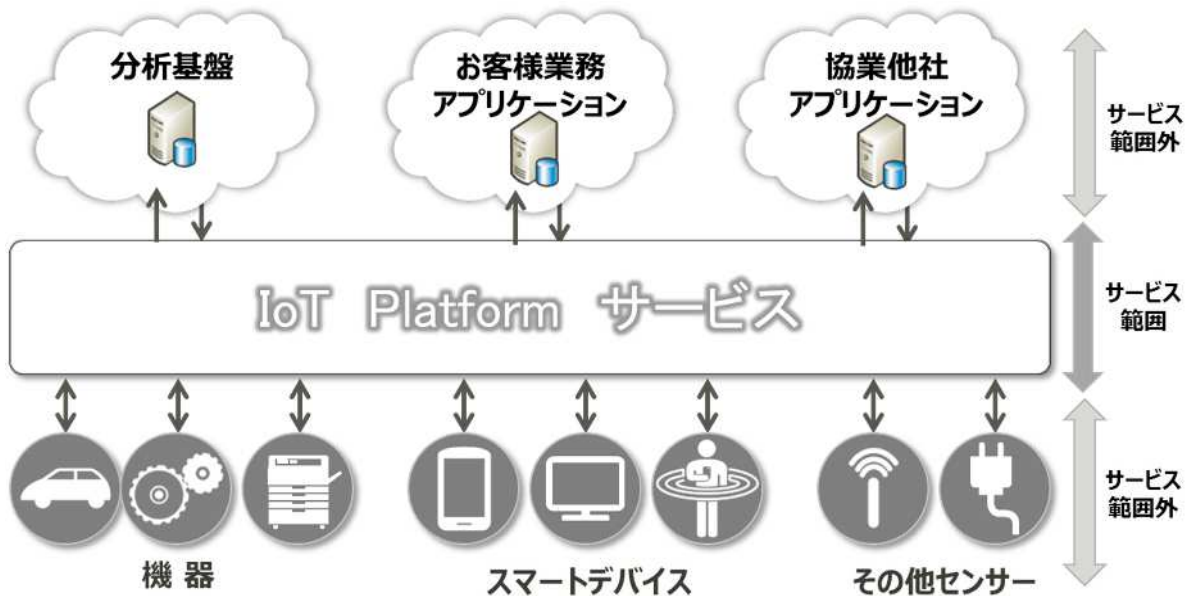 分析基盤
お客様業務
アプリケーション
協業他社
アプリケーション
サービス
範囲外
IoT Platform サービス
サービス
範囲
サービス
範囲外
機 器
スマートデバイス
その他センサー